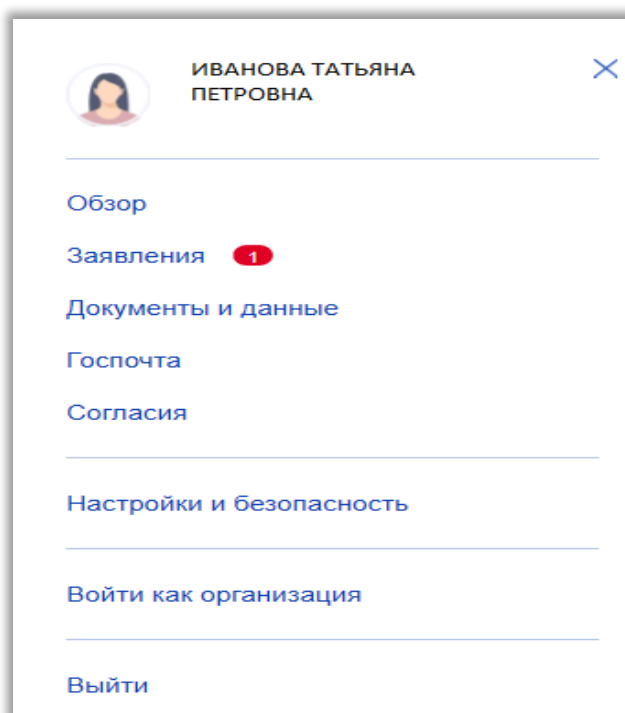 ИВАНОВА ТАТЬЯНА
ПЕТРОВНА
Обзор
Заявления 1
Документы и данные
Госпочта
Согласия
Настройки и безопасность
Войти как организация
Выйти